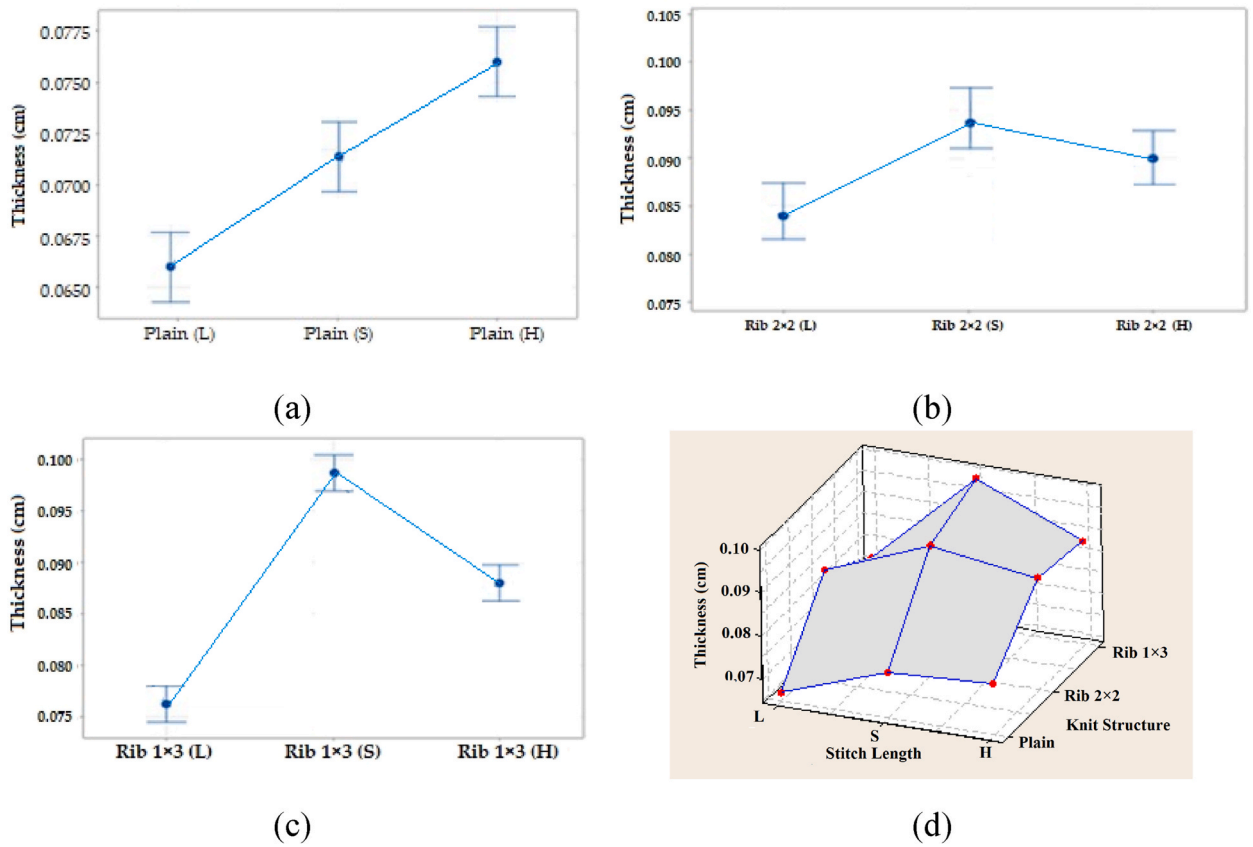 0.0775
0.0750
0.0725
0.0700
0.0675
0.0650
Thickness (cm)
Plain (L) Plain (S) Plain (H)
(a)
0.105
0.100
0.095
0.090
0.085
0.080
0.075
Thickness (cm)
Rib 2×2 (L) Rib 2×2 (S) Rib 2×2 (H)
(b)
0.100
0.095
0.090
0.085
0.080
0.075
Thickness (cm)
Rib 1×3 (L) Rib 1×3 (S) Rib 1×3 (H)
(c)
0.10
0.09
0.08
0.07
Thickness (cm)
L
S
H
Stitch Length
Plain
Rib 2×2
Rib 1×3
Knit Structure
(d)